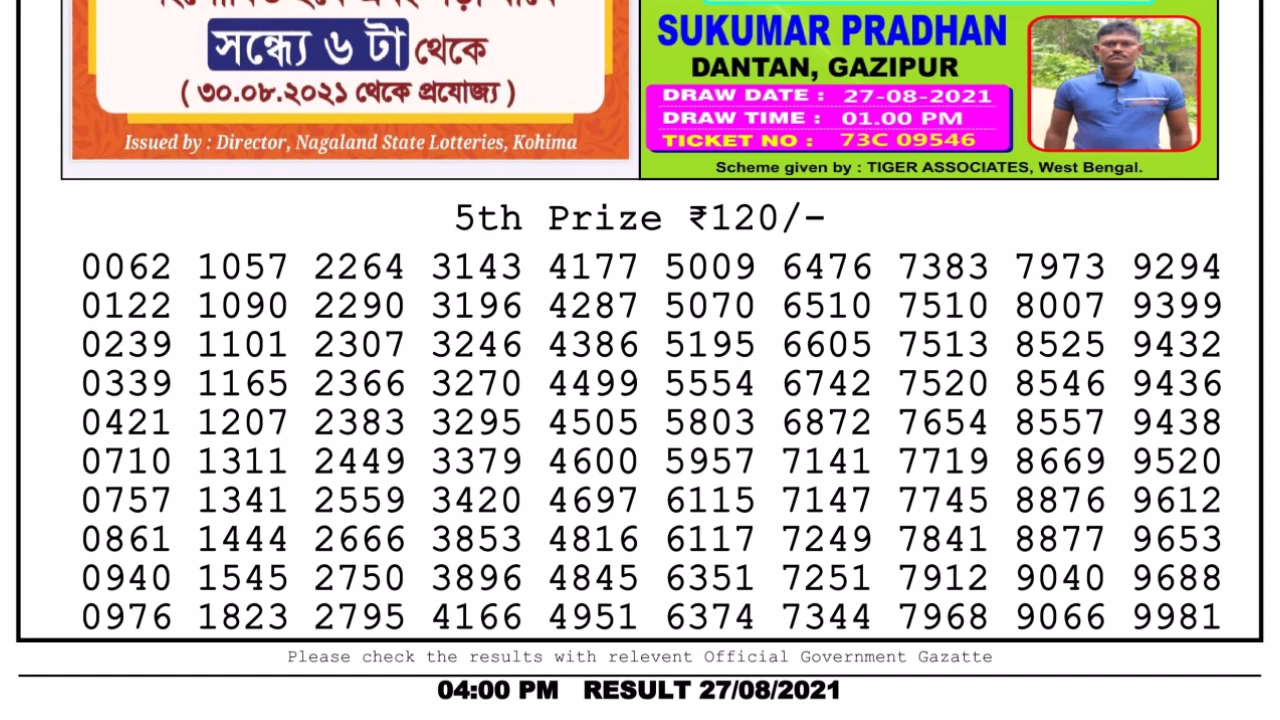 সন্ধ্যে ৬ টা থেকে
( ৩০.০৮.২০২১ থেকে প্রযোজ্য )
Issued by : Director, Nagaland State Lotteries, Kohima
SUKUMAR PRADHAN
DANTAN, GAZIPUR
DRAW DATE : 27-08-2021
DRAW TIME : 01.00 PM
TICKET NO : 73C 09546
Scheme given by : TIGER ASSOCIATES, West Bengal.
5th Prize ₹120/-
0062 1057 2264 3143 4177 5009 6476 7383 7973 9294
0122 1090 2290 3196 4287 5070 6510 7510 8007 9399
0239 1101 2307 3246 4386 5195 6605 7513 8525 9432
0339 1165 2366 3270 4499 5554 6742 7520 8546 9436
0421 1207 2383 3295 4505 5803 6872 7654 8557 9438
0710 1311 2449 3379 4600 5957 7141 7719 8669 9520
0757 1341 2559 3420 4697 6115 7147 7745 8876 9612
0861 1444 2666 3853 4816 6117 7249 7841 8877 9653
0940 1545 2750 3896 4845 6351 7251 7912 9040 9688
0976 1823 2795 4166 4951 6374 7344 7968 9066 9981
Please check the results with relevent Official Government Gazatte
04:00 PM RESULT 27/08/2021